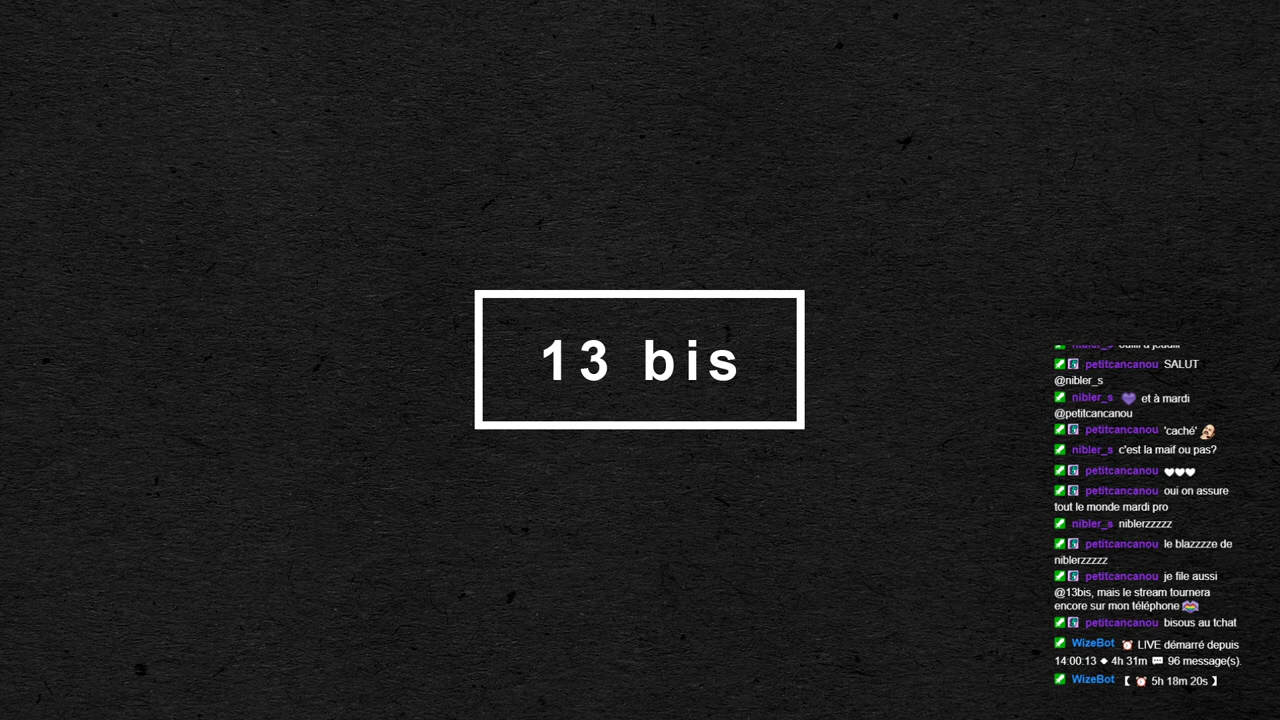 13 bis
nibler_s
petitcancanou SALUT
@nibler_s
nibler_s 💜 et à mardi
@petitcancanou
petitcancanou 'caché'
nibler_s c'est la maif ou pas?
petitcancanou ♥♥♥
petitcancanou oui on assure
tout le monde mardi pro
nibler_s niblerzzzzz
petitcancanou le blazzzze de
niblerzzzzz
petitcancanou je file aussi
@13bis, mais le stream tournera
encore sur mon téléphone
petitcancanou bisous au tchat
WizeBot ⏰ LIVE démarré depuis
14:00:13 ◆ 4h 31m 💬 96 message(s)
WizeBot 【 ⏰ 5h 18m 20s 】